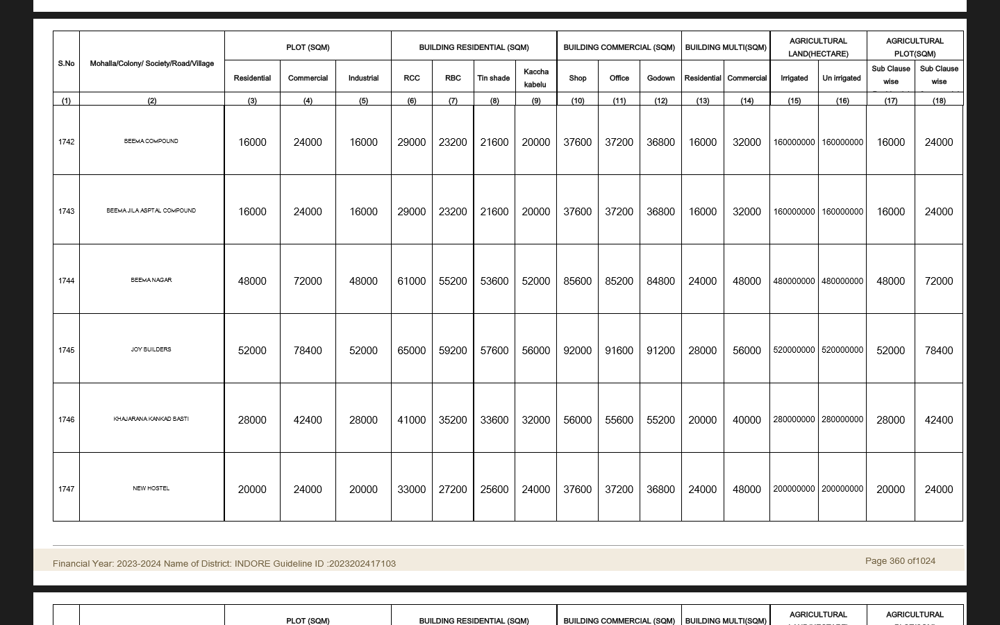 S.No Mohalla/Colony/ Society/Road/Village PLOT (SQM) BUILDING RESIDENTIAL (SQM) BUILDING COMMERCIAL (SQM) BUILDING MULTI(SQM) AGRICULTURAL LAND(HECTARE) AGRICULTURAL PLOT(SQM)
Residential Commercial Industrial RCC RBC Tin shade Kaccha kabelu Shop Office Godown Residential Commercial Irrigated Un irrigated Sub Clause wise Sub Clause wise
(1) (2) (3) (4) (5) (6) (7) (8) (9) (10) (11) (12) (13) (14) (15) (16) (17) (18)
1742 BEEMA COMPOUND 16000 24000 16000 29000 23200 21600 20000 37600 37200 36800 16000 32000 160000000 160000000 16000 24000
1743 BEEMA JILA ASPTAL COMPOUND 16000 24000 16000 29000 23200 21600 20000 37600 37200 36800 16000 32000 160000000 160000000 16000 24000
1744 BEEMA NAGAR 48000 72000 48000 61000 55200 53600 52000 85600 85200 84800 24000 48000 480000000 480000000 48000 72000
1745 JOY BUILDERS 52000 78400 52000 65000 59200 57600 56000 92000 91600 91200 28000 56000 520000000 520000000 52000 78400
1746 KHAJARANA KANKAD BASTI 28000 42400 28000 41000 35200 33600 32000 56000 55600 55200 20000 40000 280000000 280000000 28000 42400
1747 NEW HOSTEL 20000 24000 20000 33000 27200 25600 24000 37600 37200 36800 24000 48000 200000000 200000000 20000 24000
Financial Year: 2023-2024 Name of District: INDORE Guideline ID :2023202417103 Page 360 of1024
PLOT (SQM) BUILDING RESIDENTIAL (SQM) BUILDING COMMERCIAL (SQM) BUILDING MULTI(SQM) AGRICULTURAL AGRICULTURAL